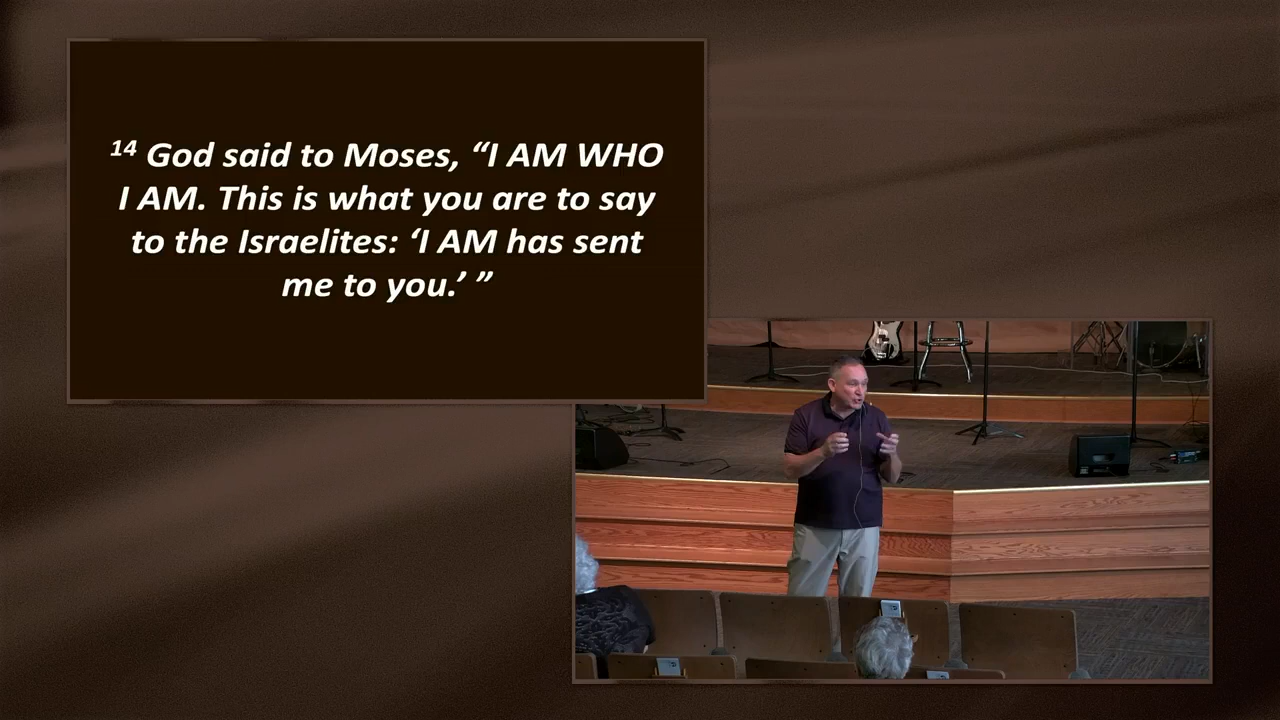 14 God said to Moses, “I AM WHO
I AM. This is what you are to say
to the Israelites: ‘I AM has sent
me to you.’ ”